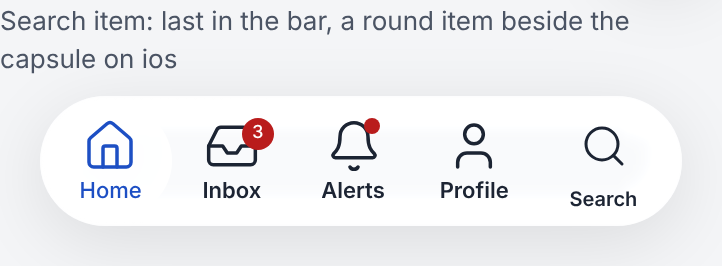 Search item: last in the bar, a round item beside the
capsule on ios
3
Home
Inbox
Alerts
Profile
Search